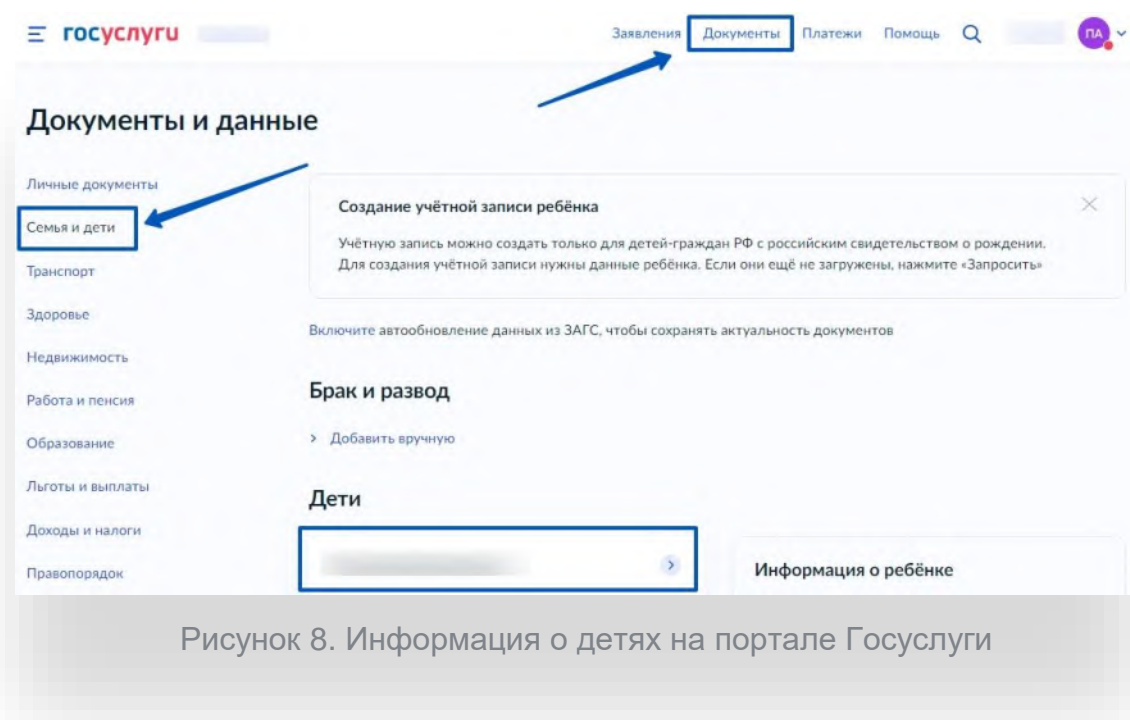 госуслуги
Заявления Документы Платежи Помощь ПА
Документы и данные
Личные документы
Семья и дети
Транспорт
Здоровье
Недвижимость
Работа и пенсия
Образование
Льготы и выплаты
Доходы и налоги
Правопорядок
Создание учётной записи ребёнка
Учётную запись можно создать только для детей-граждан РФ с российским свидетельством о рождении.
Для создания учётной записи нужны данные ребёнка. Если они ещё не загружены, нажмите «Запросить»
Включите автообновление данных из ЗАГС, чтобы сохранять актуальность документов
Брак и развод
Добавить вручную
Дети
Информация о ребёнке
Рисунок 8. Информация о детях на портале Госуслуги